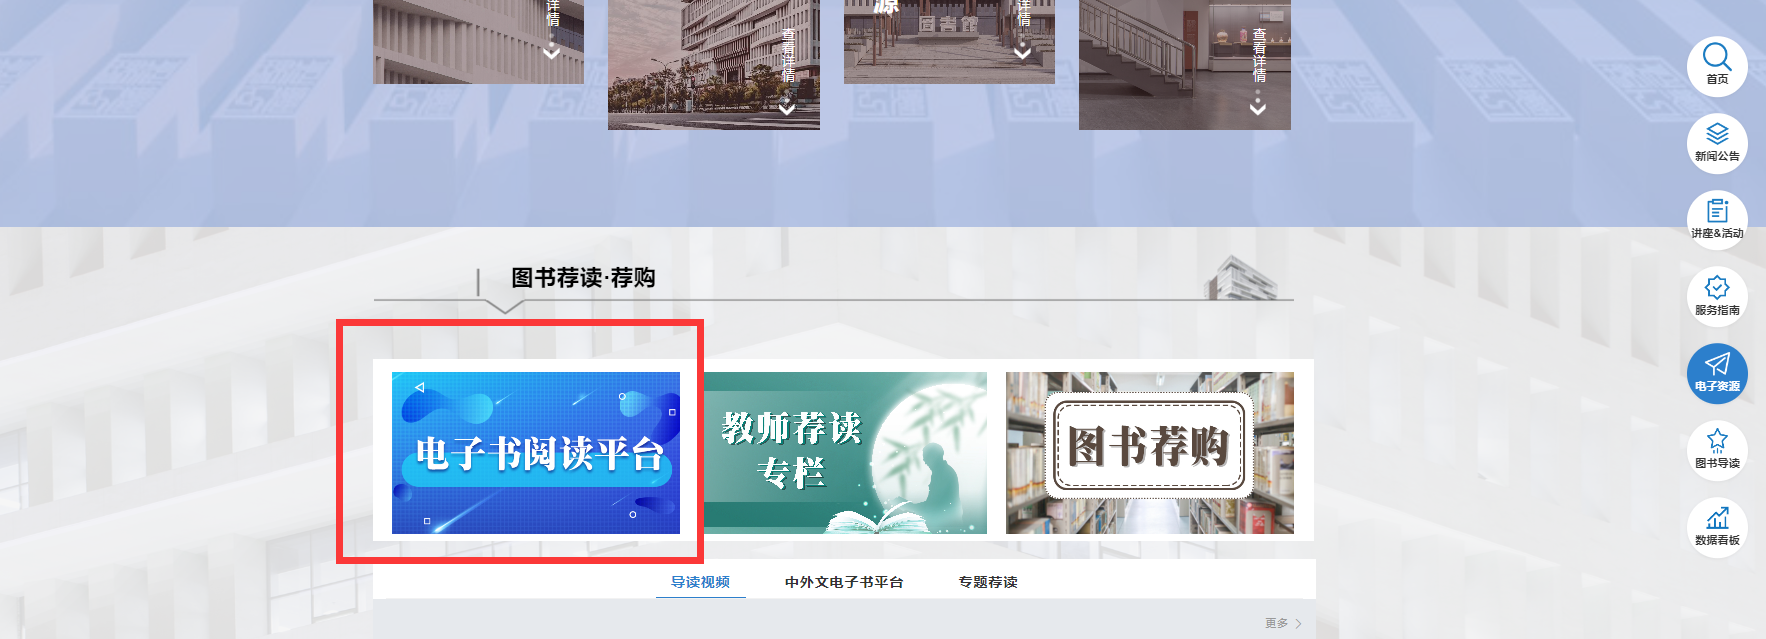 详情
查看详情
源
图书馆
详情
查看详情
图书荐读·荐购
电子书阅读平台
教师荐读
专栏
图书荐购
导读视频
中外文电子书平台
专题荐读
更多
首页
新闻公告
讲座&活动
服务指南
电子资源
图书导读
数据看板